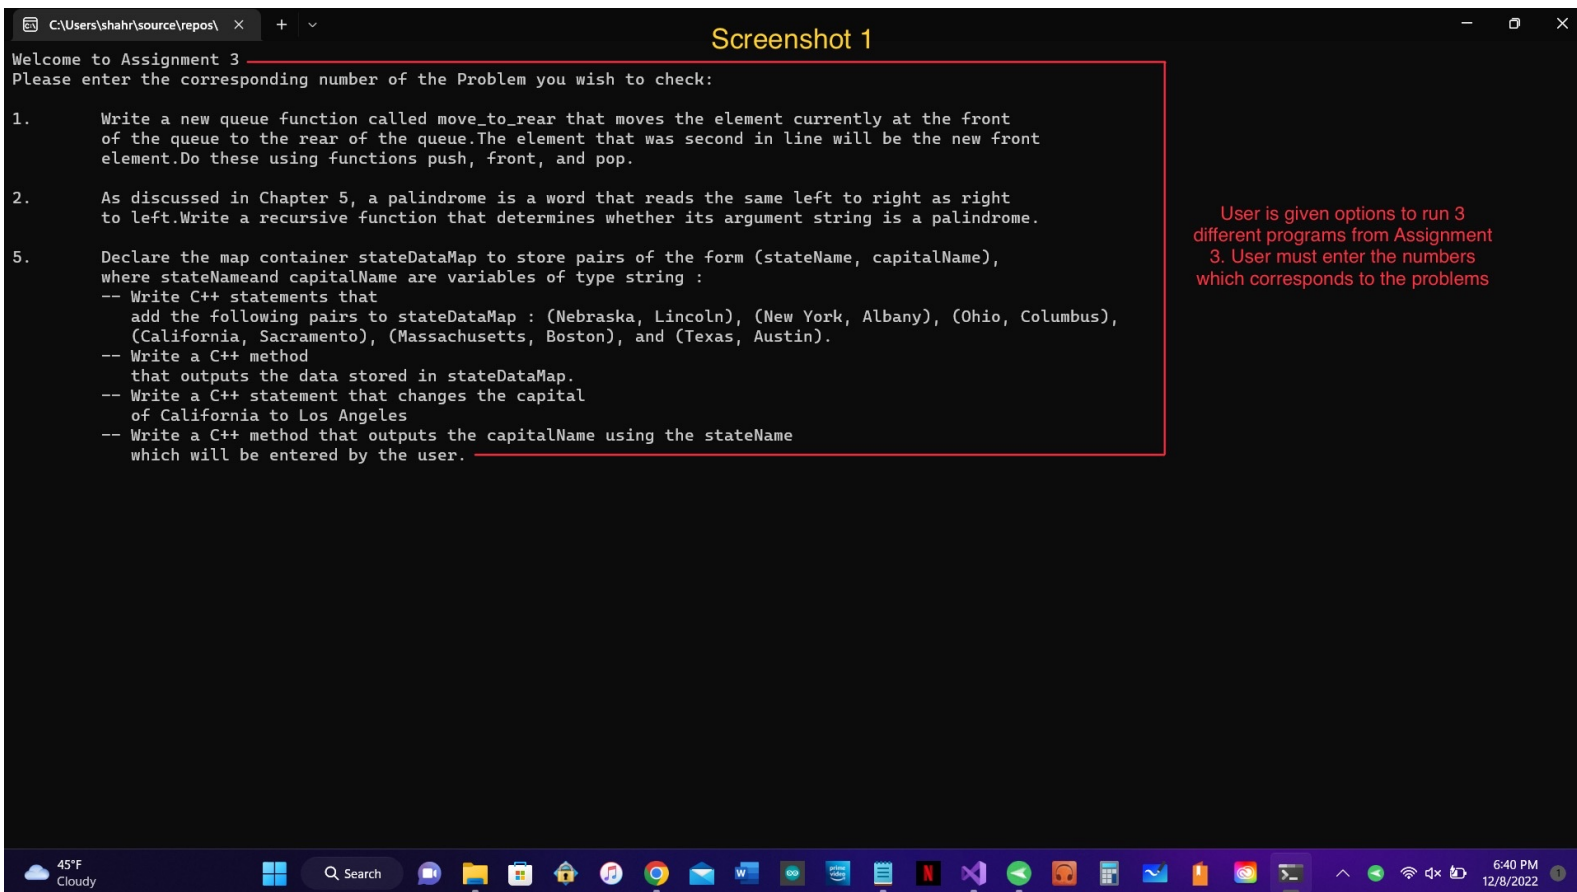 C:\Users\shahr\source\repos\
Screenshot 1
Welcome to Assignment 3
Please enter the corresponding number of the Problem you wish to check:
1. Write a new queue function called move_to_rear that moves the element currently at the front
of the queue to the rear of the queue.The element that was second in line will be the new front
element.Do these using functions push, front, and pop.
2. As discussed in Chapter 5, a palindrome is a word that reads the same left to right as right
to left.Write a recursive function that determines whether its argument string is a palindrome.
5. Declare the map container stateDataMap to store pairs of the form (stateName, capitalName),
where stateNameand capitalName are variables of type string :
-- Write C++ statements that
add the following pairs to stateDataMap : (Nebraska, Lincoln), (New York, Albany), (Ohio, Columbus),
(California, Sacramento), (Massachusetts, Boston), and (Texas, Austin).
-- Write a C++ method
that outputs the data stored in stateDataMap.
-- Write a C++ statement that changes the capital
of California to Los Angeles
-- Write a C++ method that outputs the capitalName using the stateName
which will be entered by the user.
User is given options to run 3
different programs from Assignment
3. User must enter the numbers
which corresponds to the problems
45°F
Cloudy
Search
prime video
6:40 PM
12/8/2022
1